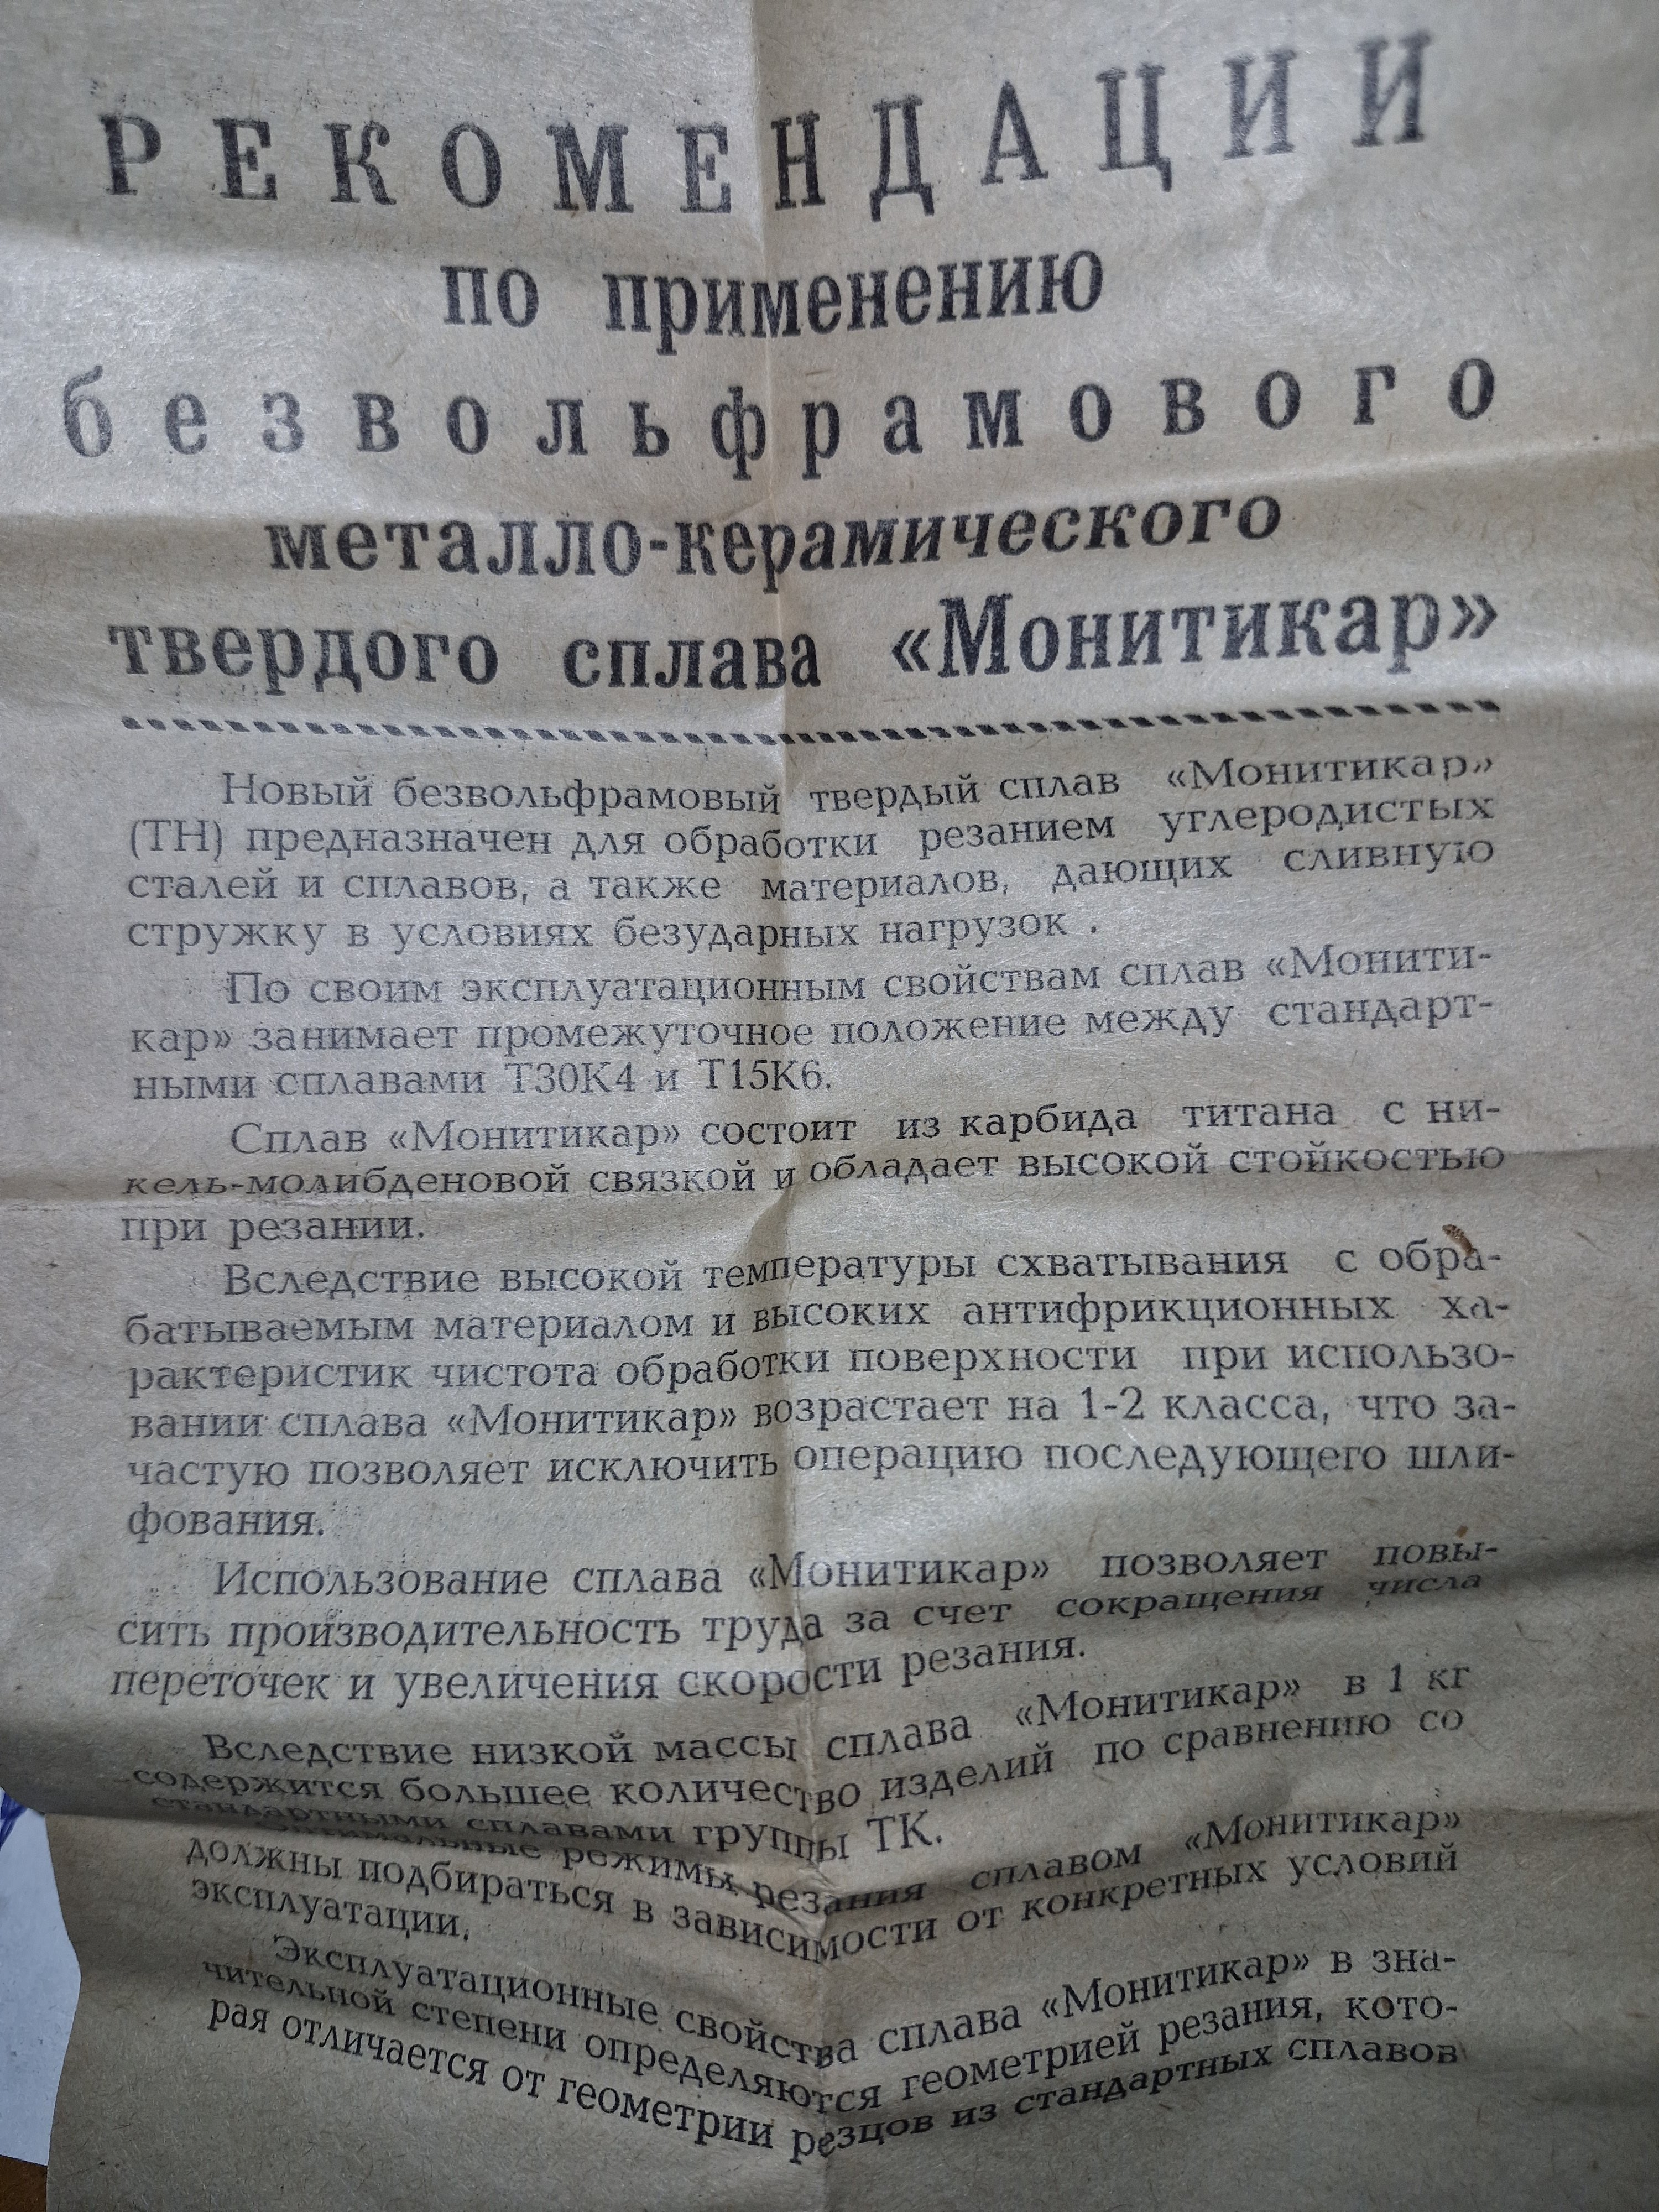 РЕКОМЕНДАЦИИ
по применению
безвольфрамового
металло-керамического
твердого сплава «Монитикар»
Новый безвольфрамовый твердый сплав «Монитикар»
(ТН) предназначен для обработки резанием углеродистых
сталей и сплавов, а также материалов, дающих сливную
стружку в условиях безударных нагрузок .
По своим эксплуатационным свойствам сплав «Монити-
кар» занимает промежуточное положение между стандарт-
ными сплавами Т30К4 и Т15К6.
Сплав «Монитикар» состоит из карбида титана с ни-
кель-молибденовой связкой и обладает высокой стойкостью
при резании.
Вследствие высокой температуры схватывания с обра-
батываемым материалом и высоких антифрикционных ха-
рактеристик чистота обработки поверхности при использо-
вании сплава «Монитикар» возрастает на 1-2 класса, что за-
частую позволяет исключить операцию последующего шли-
фования.
Использование сплава «Монитикар» позволяет повы-
сить производительность труда за счет сокращения числа
переточек и увеличения скорости резания.
Вследствие низкой массы сплава «Монитикар» в 1 кг
содержится большее количество изделий по сравнению со
стандартными сплавами группы ТК.
режимы резания сплавом «Монитикар»
должны подбираться в зависимости от конкретных условий
эксплуатации.
Эксплуатационные свойства сплава «Монитикар» в зна-
чительной степени определяются геометрией резания, кото-
рая отличается от геометрии резцов из стандартных сплавов